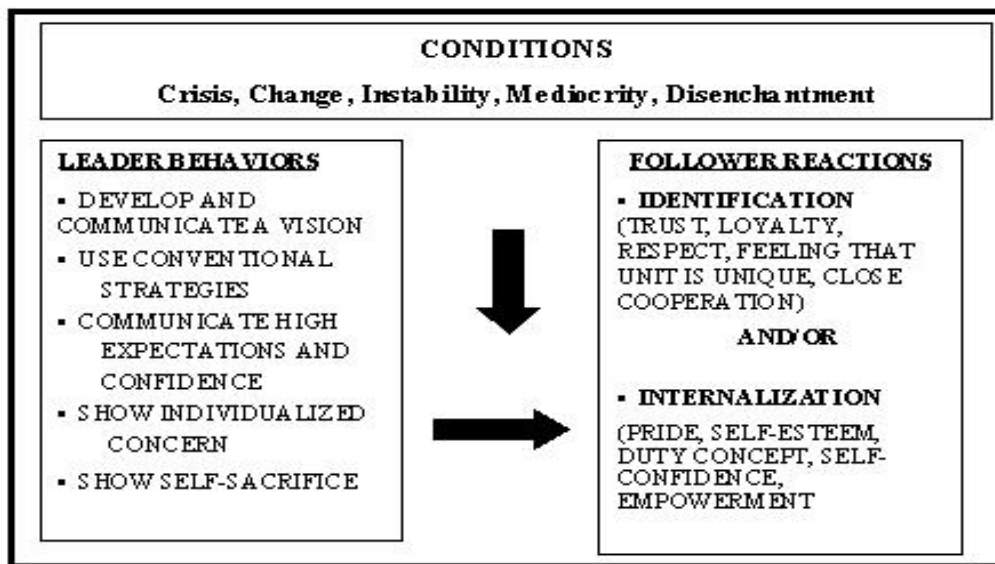 CONDITIONS
Crisis, Change, Instability, Mediocrity, Disenchantment
LEADER BEHAVIORS
▪ DEVELOP AND
COMMUNICATE A VISION
▪ USE CONVENTIONAL
STRATEGIES
▪ COMMUNICATE HIGH
EXPECTATIONS AND
CONFIDENCE
▪ SHOW INDIVIDUALIZED
CONCERN
▪ SHOW SELF-SACRIFICE
FOLLOWER REACTIONS
▪ IDENTIFICATION
(TRUST, LOYALTY,
RESPECT, FEELING THAT
UNIT IS UNIQUE, CLOSE
COOPERATION)
AND/OR
▪ INTERNALIZATION
(PRIDE, SELF-ESTEEM,
DUTY CONCEPT, SELF-
CONFIDENCE,
EMPOWERMENT